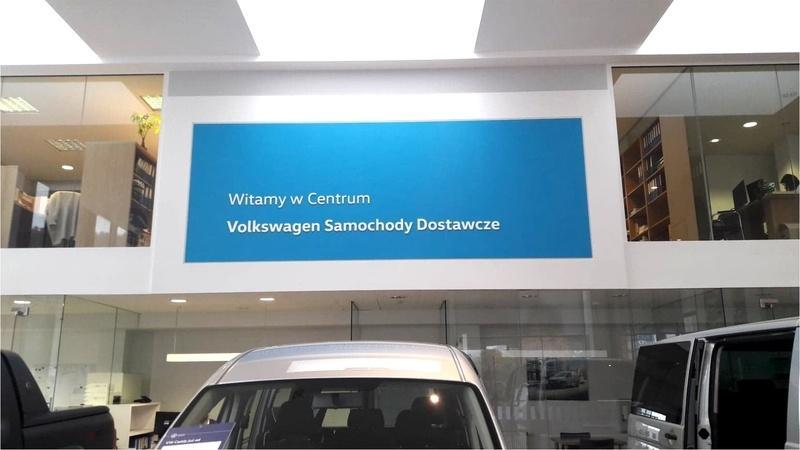 Witamy w Centrum
Volkswagen Samochody Dostawcze